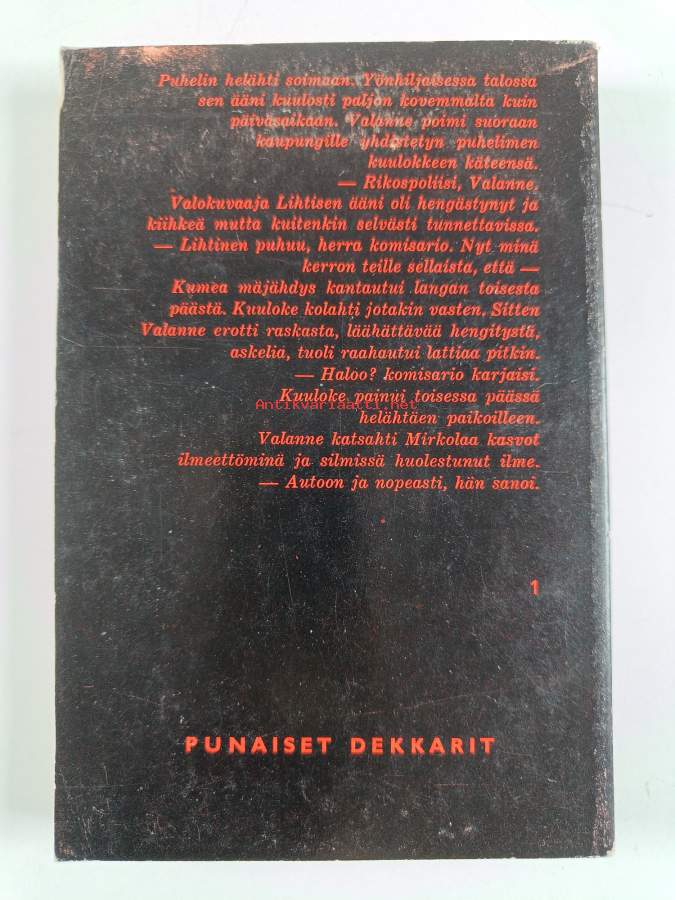 Puhelin helähti soimaan. Yönhiljaisessa talossa
sen ääni kuulosti paljon kovemmalta kuin
päiväsaikaan. Valanne poimi suoraan
kaupungille yhdistetyn puhelimen
kuulokkeen käteensä.
— Rikospoliisi, Valanne.
Valokuvaaja Lihtisen ääni oli hengästynyt ja
kiihkeä mutta kuitenkin selvästi tunnettavissa.
— Lihtinen puhuu, herra komisario. Nyt minä
kerron teille sellaista, että —
Kumea mäjähdys kantautui langan toisesta
päästä. Kuuloke kolahti jotakin vasten. Sitten
Valanne erotti raskasta, läähättävää hengitystä,
askelia, tuoli raahautui lattiaa pitkin.
— Haloo? komisario karjaisi.
Kuuloke painui toisessa päässä
Antikvariaatti.net
helähtäen paikoilleen.
Valanne katsahti Mirkolaa kasvot
ilmeettöminä ja silmissä huolestunut ilme.
— Autoon ja nopeasti, hän sanoi.
1
PUNAISET DEKKARIT